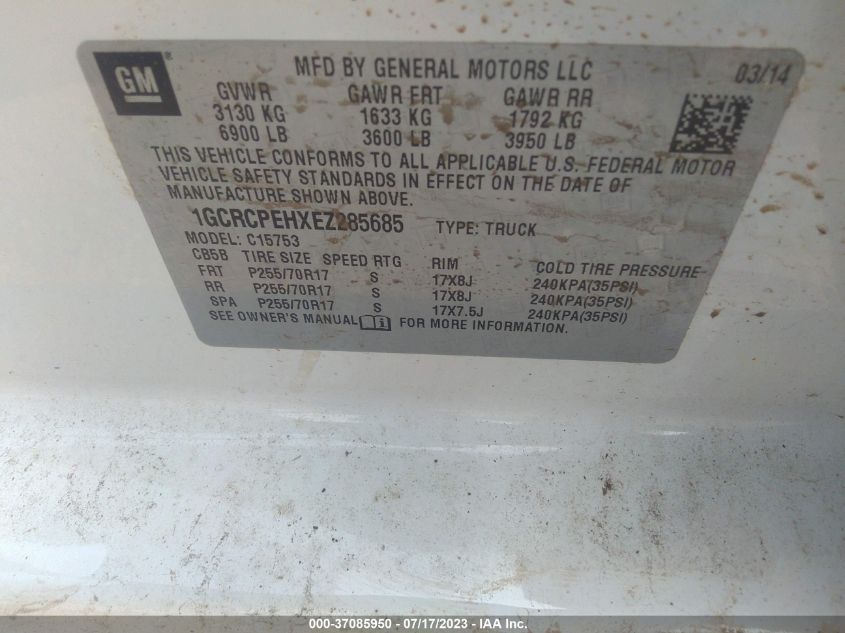 GM®
MFD BY GENERAL MOTORS LLC 03/14
GVWR GAWR FRT GAWR RR
3130 KG 1633 KG 1792 KG
6900 LB 3600 LB 3950 LB
THIS VEHICLE CONFORMS TO ALL APPLICABLE U.S. FEDERAL MOTOR
VEHICLE SAFETY STANDARDS IN EFFECT ON THE DATE OF
MANUFACTURE SHOWN ABOVE.
1GCRCPEHXEZ285685 TYPE: TRUCK
MODEL: C15753
CB5B TIRE SIZE SPEED RTG RIM COLD TIRE PRESSURE
FRT P255/70R17 S 17X8J 240KPA(35PSI)
RR P255/70R17 S 17X8J 240KPA(35PSI)
SPA P255/70R17 S 17X7.5J 240KPA(35PSI)
SEE OWNER'S MANUAL i FOR MORE INFORMATION.
000-37085950 - 07/17/2023 - IAA Inc.